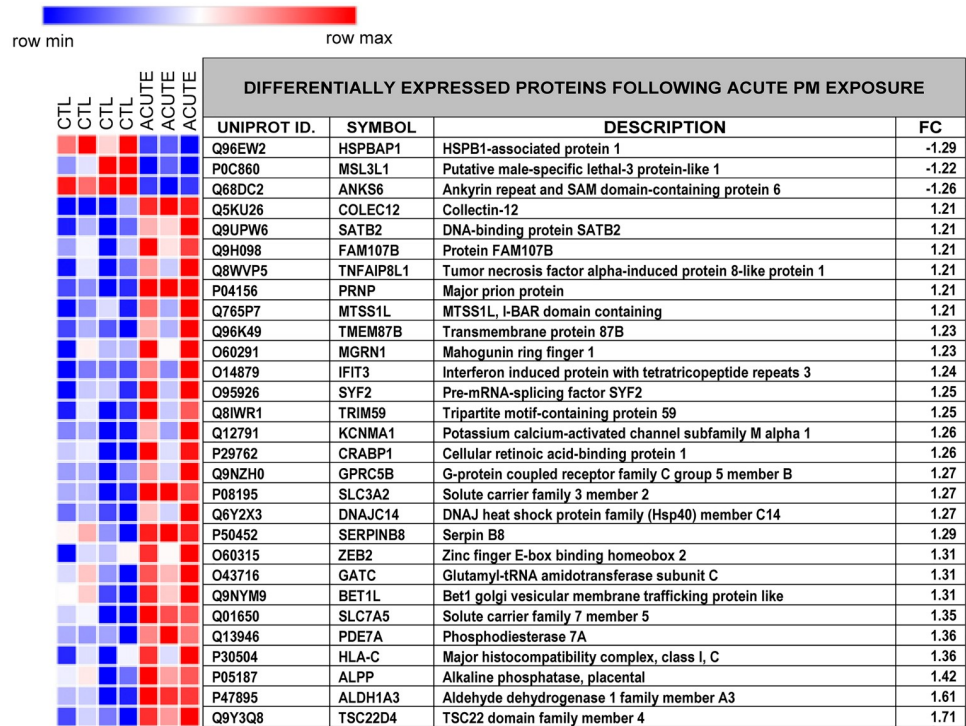 row min
row max
CTL CTL CTL CTL ACUTE ACUTE ACUTE
DIFFERENTIALLY EXPRESSED PROTEINS FOLLOWING ACUTE PM EXPOSURE
UNIPROT ID. SYMBOL DESCRIPTION FC
Q96EW2 HSPBAP1 HSPB1-associated protein 1 -1.29
P0C860 MSL3L1 Putative male-specific lethal-3 protein-like 1 -1.22
Q68DC2 ANKS6 Ankyrin repeat and SAM domain-containing protein 6 -1.26
Q5KU26 COLEC12 Collectin-12 1.21
Q9UPW6 SATB2 DNA-binding protein SATB2 1.21
Q9H098 FAM107B Protein FAM107B 1.21
Q8WVP5 TNFAIP8L1 Tumor necrosis factor alpha-induced protein 8-like protein 1 1.21
P04156 PRNP Major prion protein 1.21
Q765P7 MTSS1L MTSS1L, I-BAR domain containing 1.21
Q96K49 TMEM87B Transmembrane protein 87B 1.23
O60291 MGRN1 Mahogunin ring finger 1 1.23
O14879 IFIT3 Interferon induced protein with tetratricopeptide repeats 3 1.24
O95926 SYF2 Pre-mRNA-splicing factor SYF2 1.25
Q8IWR1 TRIM59 Tripartite motif-containing protein 59 1.25
Q12791 KCNMA1 Potassium calcium-activated channel subfamily M alpha 1 1.26
P29762 CRABP1 Cellular retinoic acid-binding protein 1 1.26
Q9NZH0 GPRC5B G-protein coupled receptor family C group 5 member B 1.27
P08195 SLC3A2 Solute carrier family 3 member 2 1.27
Q6Y2X3 DNAJC14 DNAJ heat shock protein family (Hsp40) member C14 1.27
P50452 SERPINB8 Serpin B8 1.29
O60315 ZEB2 Zinc finger E-box binding homeobox 2 1.31
O43716 GATC Glutamyl-tRNA amidotransferase subunit C 1.31
Q9NYM9 BET1L Bet1 golgi vesicular membrane trafficking protein like 1.31
Q01650 SLC7A5 Solute carrier family 7 member 5 1.35
Q13946 PDE7A Phosphodiesterase 7A 1.36
P30504 HLA-C Major histocompatibility complex, class I, C 1.36
P05187 ALPP Alkaline phosphatase, placental 1.42
P47895 ALDH1A3 Aldehyde dehydrogenase 1 family member A3 1.61
Q9Y3Q8 TSC22D4 TSC22 domain family member 4 1.71